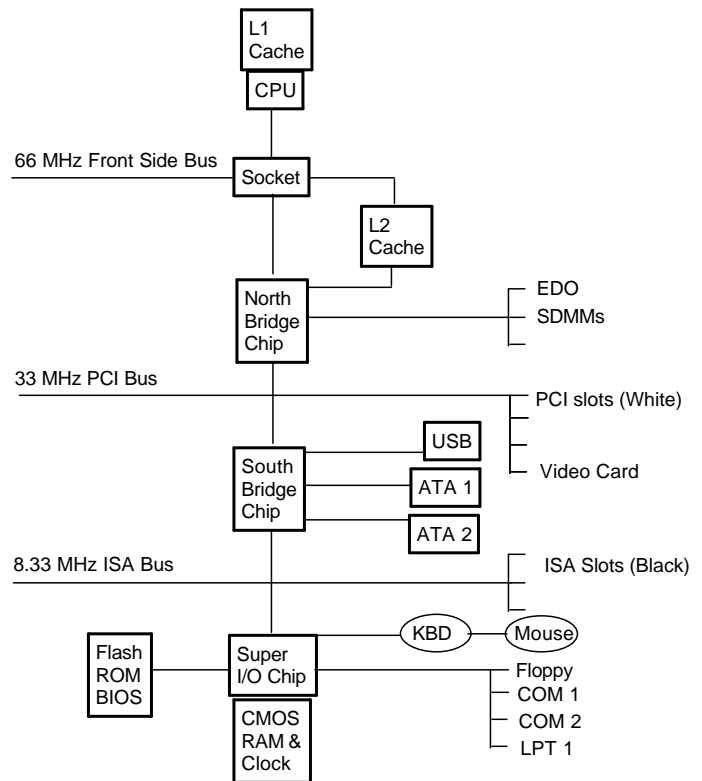 L1
Cache
CPU
66 MHz Front Side Bus
Socket
L2
Cache
North
Bridge
Chip
EDO
SDMMs
33 MHz PCI Bus
PCI slots (White)
USB
South
Bridge
Chip
ATA 1
Video Card
ATA 2
8.33 MHz ISA Bus
ISA Slots (Black)
KBD
Mouse
Flash
ROM
BIOS
Super
I/O Chip
Floppy
COM 1
COM 2
LPT 1
CMOS
RAM &
Clock